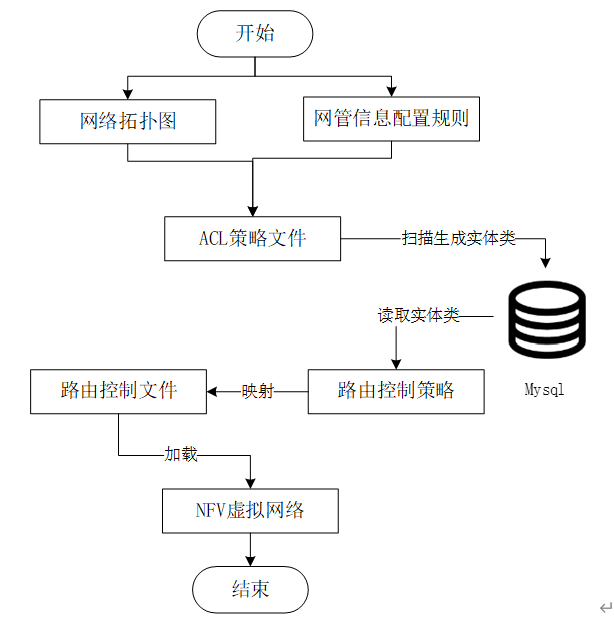 开始
网络拓扑图
网管信息配置规则
ACL策略文件
扫描生成实体类
读取实体类
Mysql
路由控制文件
映射
路由控制策略
加载
NFV虚拟网络
结束